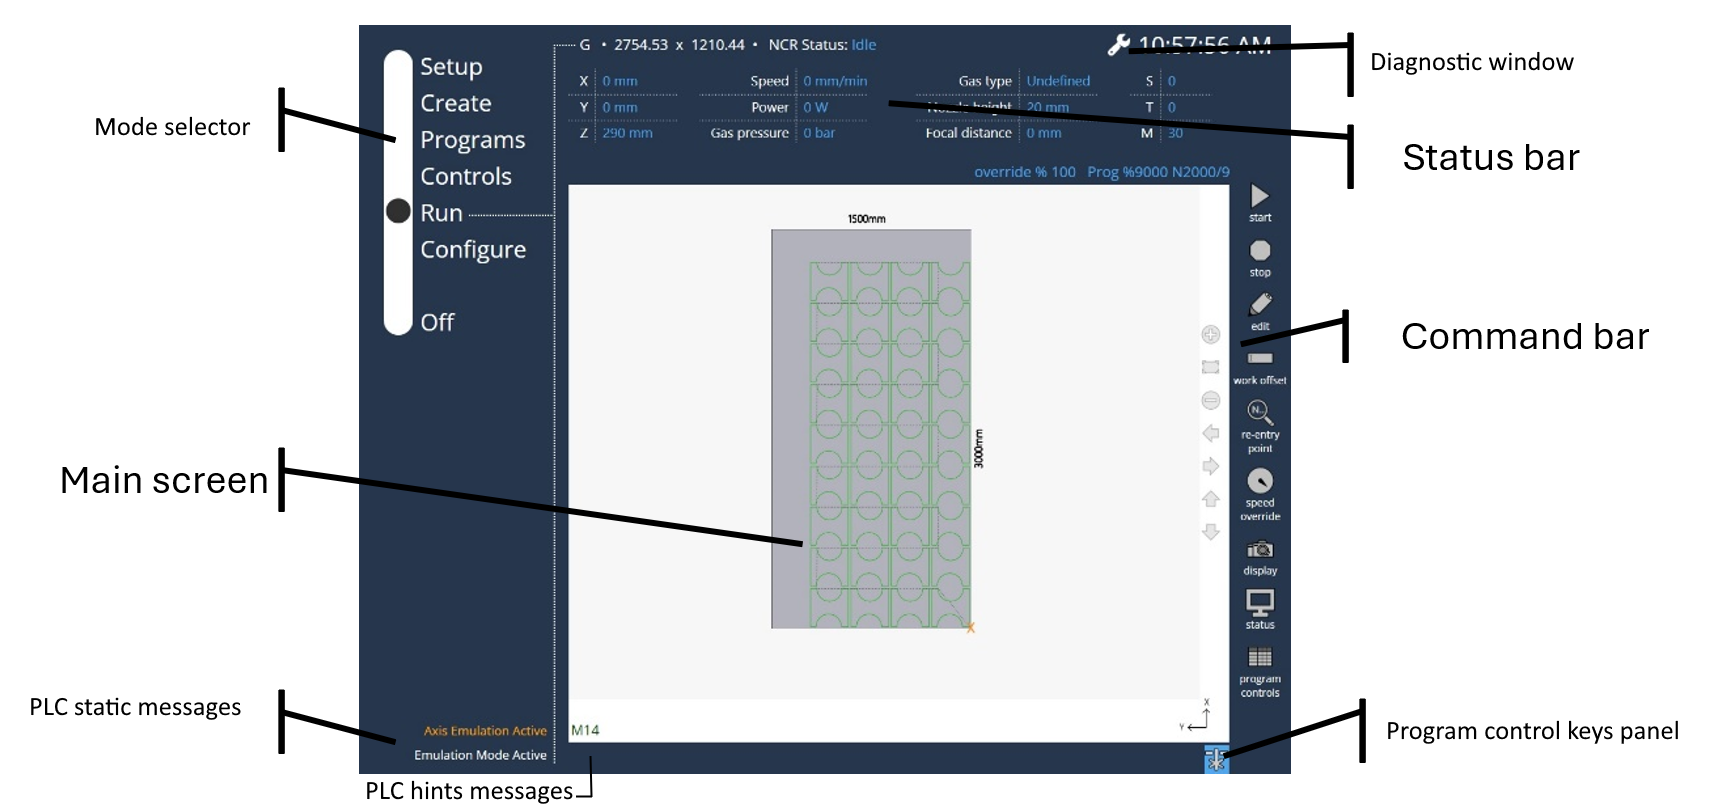 G • 2754.53 x 1210.44 • NCR Status: Idle
10:57:56 AM
X 0 mm Speed 0 mm/min Gas type Undefined S 0
Y 0 mm Power 0 W Nozzle height 20 mm T 0
Z 290 mm Gas pressure 0 bar Focal distance 0 mm M 30
override % 100 Prog %9000 N2000/9
Setup
Create
Programs
Controls
Run
Configure
Off
Mode selector
Diagnostic window
Status bar
Command bar
Main screen
1500mm
3000mm
start
stop
edit
work offset
N...
re-entry
point
speed
override
display
status
program
controls
PLC static messages
Axis Emulation Active
Emulation Mode Active
M14
X
Y
PLC hints messages
Program control keys panel